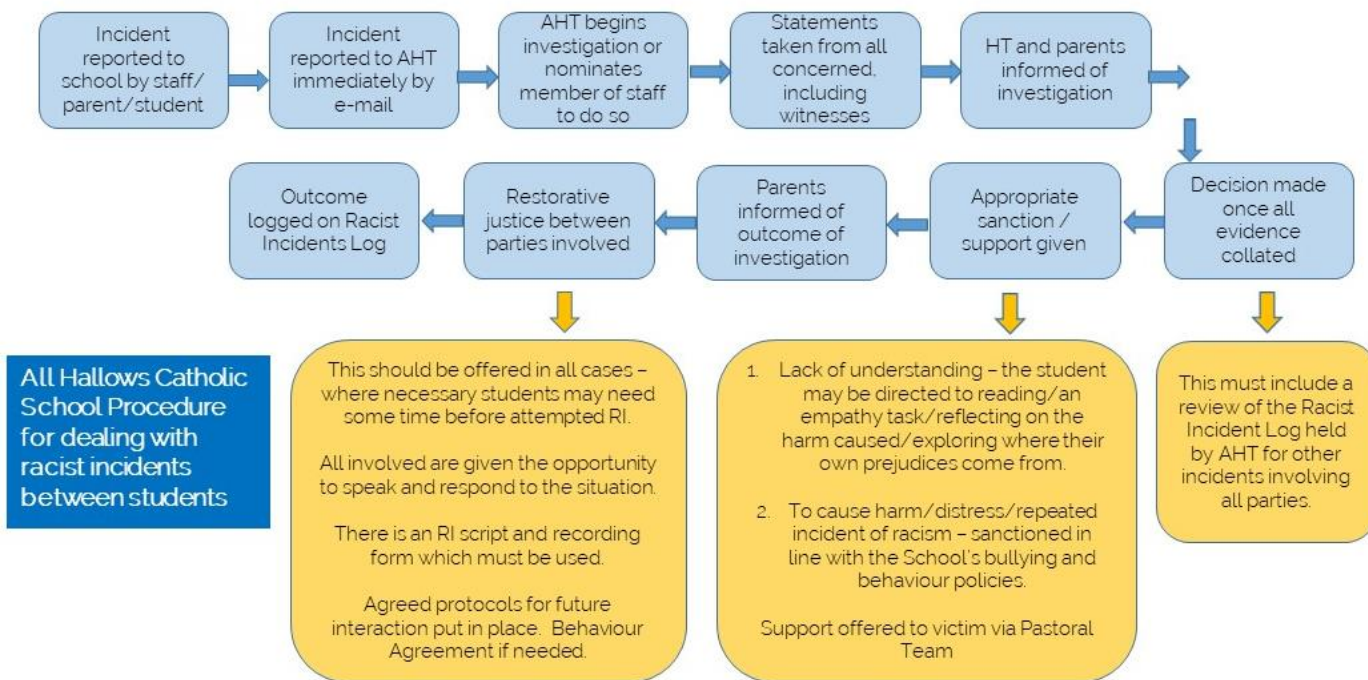 Incident
reported to
school by staff/
parent/student
Incident
reported to AHT
immediately by
e-mail
AHT begins
investigation or
nominates
member of staff
to do so
Statements
taken from all
concerned,
including
witnesses
HT and parents
informed of
investigation
Decision made
once all
evidence
collated
Appropriate
sanction /
support given
Parents
informed of
outcome of
investigation
Restorative
justice between
parties involved
Outcome
logged on Racist
Incidents Log
All Hallows Catholic
School Procedure
for dealing with
racist incidents
between students
This should be offered in all cases –
where necessary students may need
some time before attempted RI.
All involved are given the opportunity
to speak and respond to the situation.
There is an RI script and recording
form which must be used.
Agreed protocols for future
interaction put in place. Behaviour
Agreement if needed.
1. Lack of understanding – the student
may be directed to reading/an
empathy task/reflecting on the
harm caused/exploring where their
own prejudices come from.
2. To cause harm/distress/repeated
incident of racism – sanctioned in
line with the School's bullying and
behaviour policies.
Support offered to victim via Pastoral
Team
This must include a
review of the Racist
Incident Log held
by AHT for other
incidents involving
all parties.